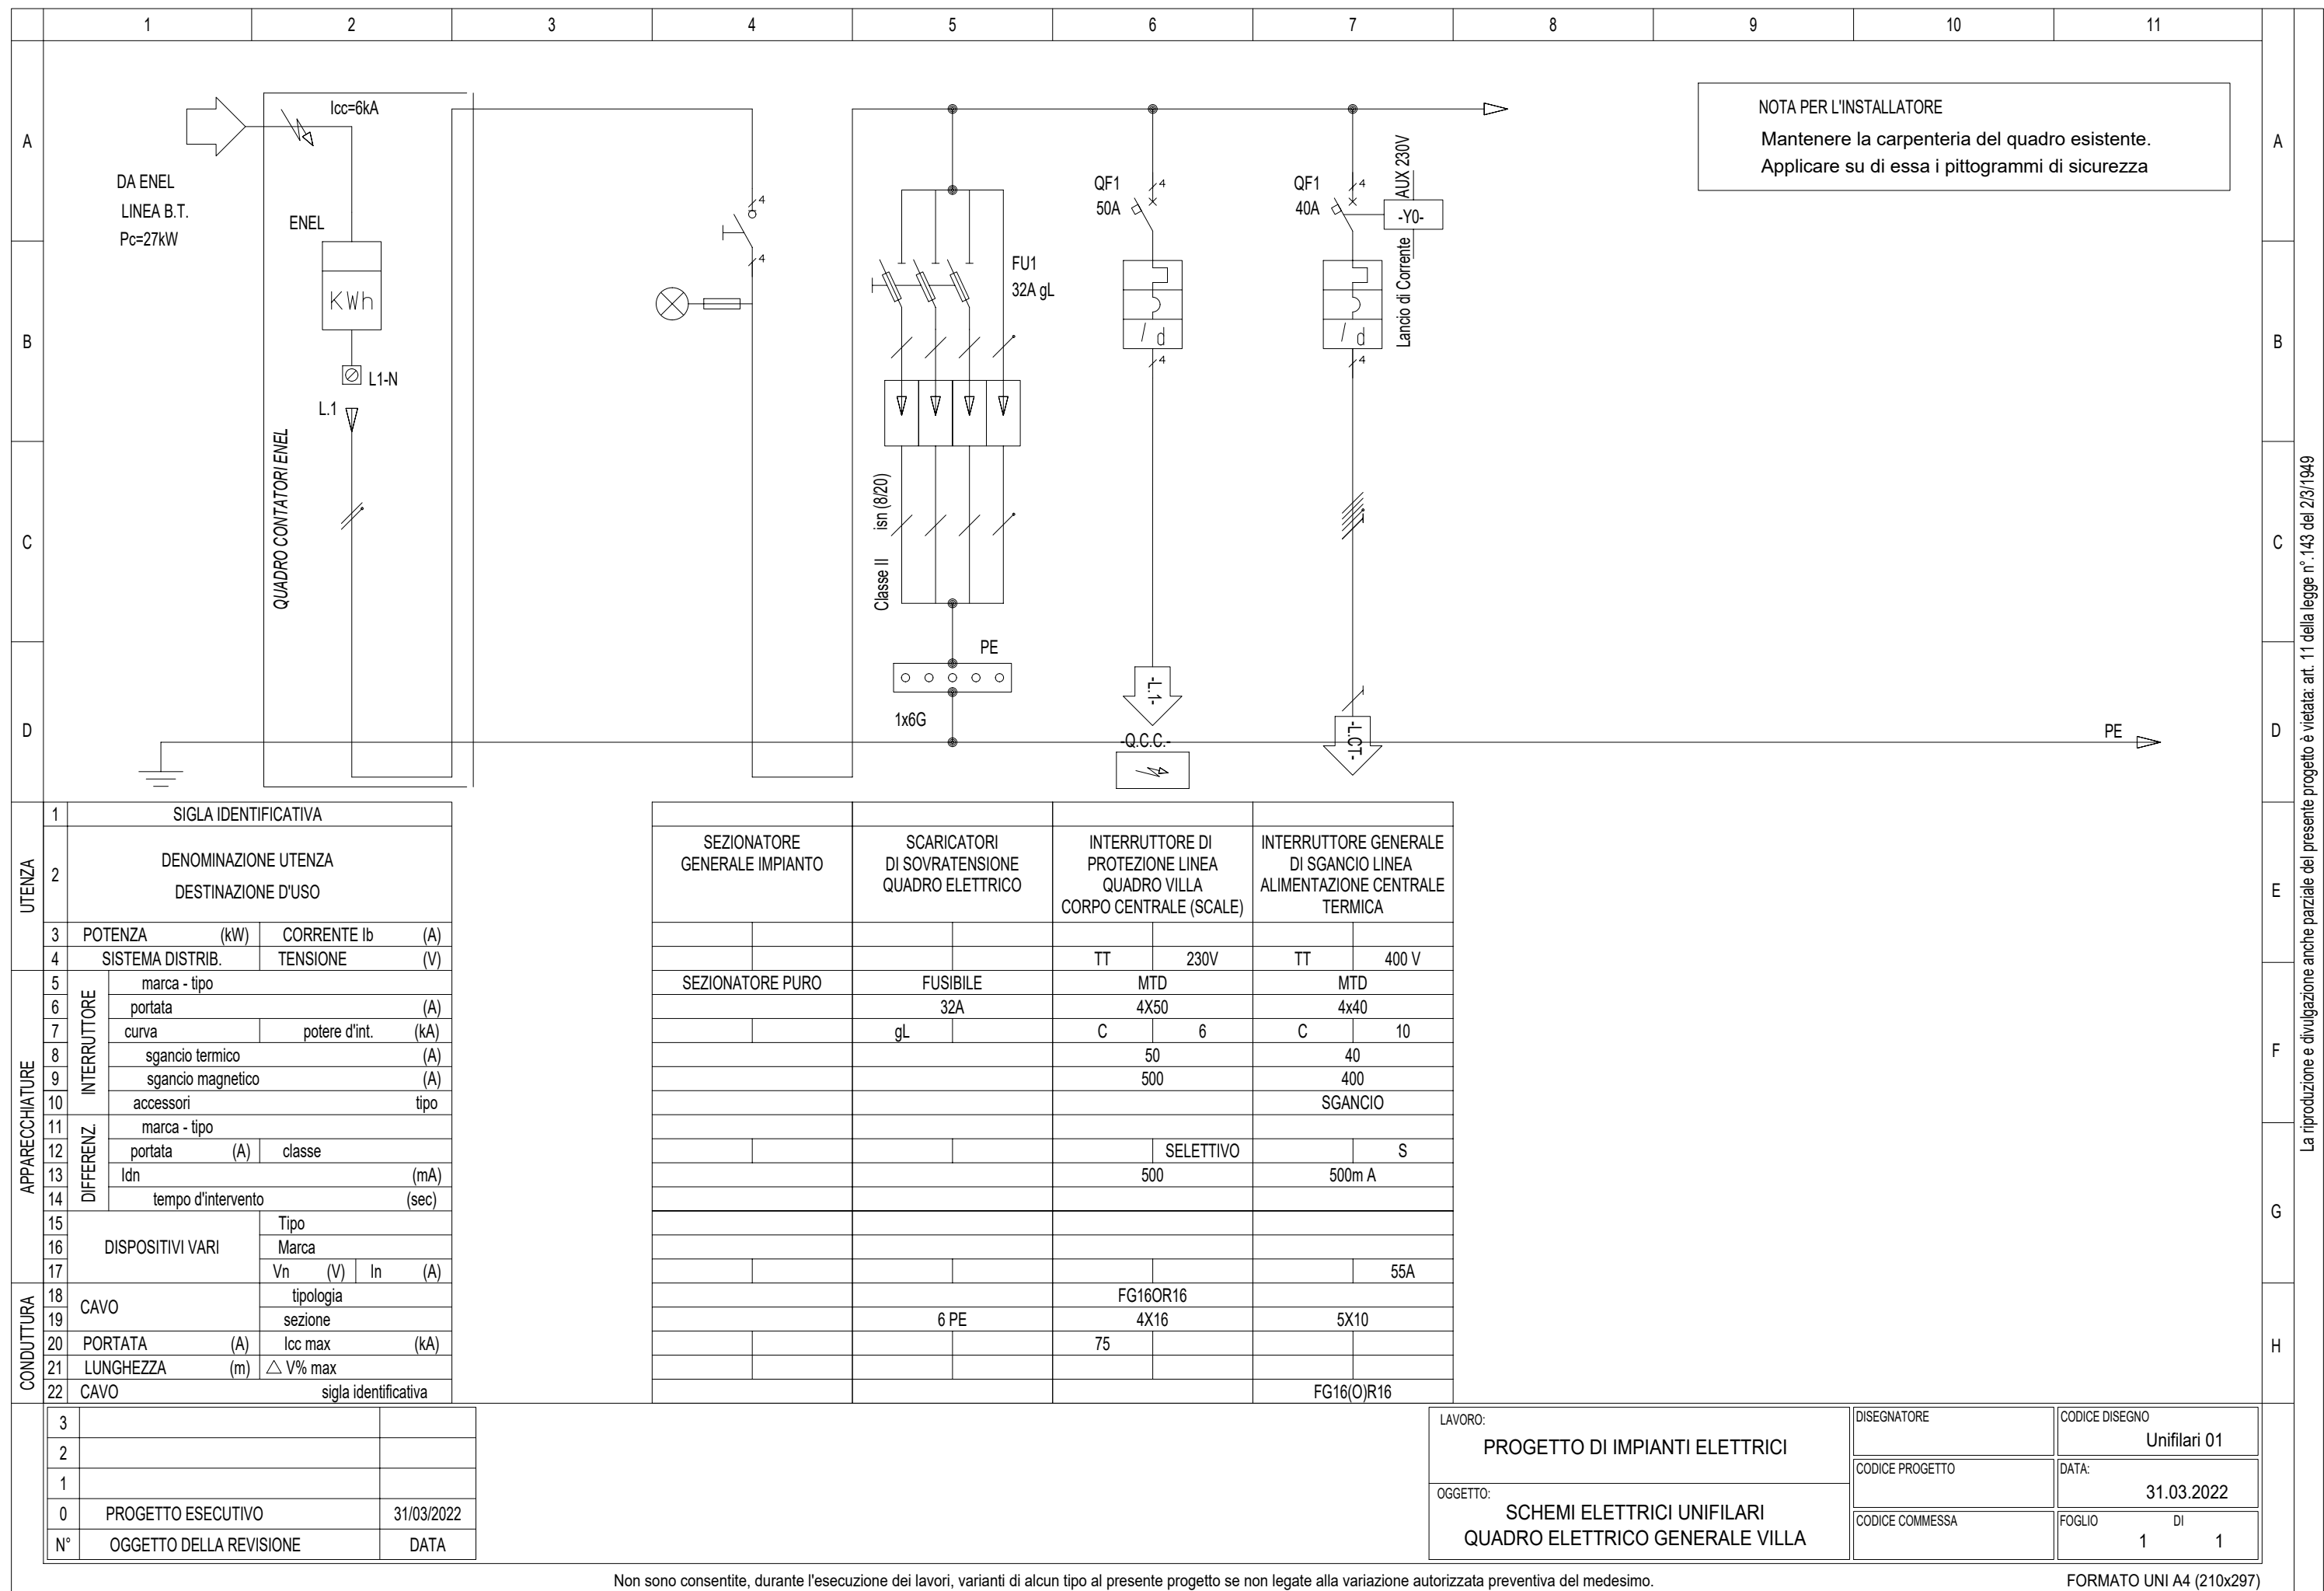 1 2 3 4 5 6 7 8 9 10 11
A
B
C
D
E
F
G
H
A
B
C
D
Icc=6kA
DA ENEL
LINEA B.T.
Pc=27kW
ENEL
KWh
L1-N
L.1
QUADRO CONTATORI ENEL
4
4
FU1
32A gL
isn (8/20)
Classe II
PE
1x6G
QF1
50A
4
/ d
4
-L.1-
-Q.C.C.-
QF1
40A
4
AUX 230V
-Y0-
Lancio di Corrente
/ d
4
-L.CT-
PE
NOTA PER L'INSTALLATORE
Mantenere la carpenteria del quadro esistente.
Applicare su di essa i pittogrammi di sicurezza
UTENZA
APPARECCHIATURE
CONDUTTURA
INTERRUTTORE
DIFFERENZ.
1 SIGLA IDENTIFICATIVA
2 DENOMINAZIONE UTENZA
DESTINAZIONE D'USO
SEZIONATORE
GENERALE IMPIANTO
SCARICATORI
DI SOVRATENSIONE
QUADRO ELETTRICO
INTERRUTTORE DI
PROTEZIONE LINEA
QUADRO VILLA
CORPO CENTRALE (SCALE)
INTERRUTTORE GENERALE
DI SGANCIO LINEA
ALIMENTAZIONE CENTRALE
TERMICA
3 POTENZA (kW) CORRENTE Ib (A)
4 SISTEMA DISTRIB. TENSIONE (V) TT 230V TT 400 V
5 marca - tipo SEZIONATORE PURO FUSIBILE MTD MTD
6 portata (A) 32A 4X50 4x40
7 curva potere d'int. (kA) gL C 6 C 10
8 sgancio termico (A) 50 40
9 sgancio magnetico (A) 500 400
10 accessori tipo SGANCIO
11 marca - tipo
12 portata (A) classe SELETTIVO S
13 Idn (mA) 500 500m A
14 tempo d'intervento (sec)
15 Tipo
16 DISPOSITIVI VARI Marca
17 Vn (V) In (A) 55A
18 CAVO tipologia FG16OR16
19 sezione 6 PE 4X16 5X10
20 PORTATA (A) Icc max (kA) 75
21 LUNGHEZZA (m) △ V% max
22 CAVO sigla identificativa FG16(O)R16
3
2
1
0 PROGETTO ESECUTIVO 31/03/2022
N° OGGETTO DELLA REVISIONE DATA
LAVORO:
PROGETTO DI IMPIANTI ELETTRICI
OGGETTO:
SCHEMI ELETTRICI UNIFILARI
QUADRO ELETTRICO GENERALE VILLA
DISEGNATORE
CODICE PROGETTO
CODICE COMMESSA
CODICE DISEGNO
Unifilari 01
DATA:
31.03.2022
FOGLIO DI
1 1
Non sono consentite, durante l'esecuzione dei lavori, varianti di alcun tipo al presente progetto se non legate alla variazione autorizzata preventiva del medesimo.
FORMATO UNI A4 (210x297)
La riproduzione e divulgazione anche parziale del presente progetto è vietata: art. 11 della legge n°.143 del 2/3/1949